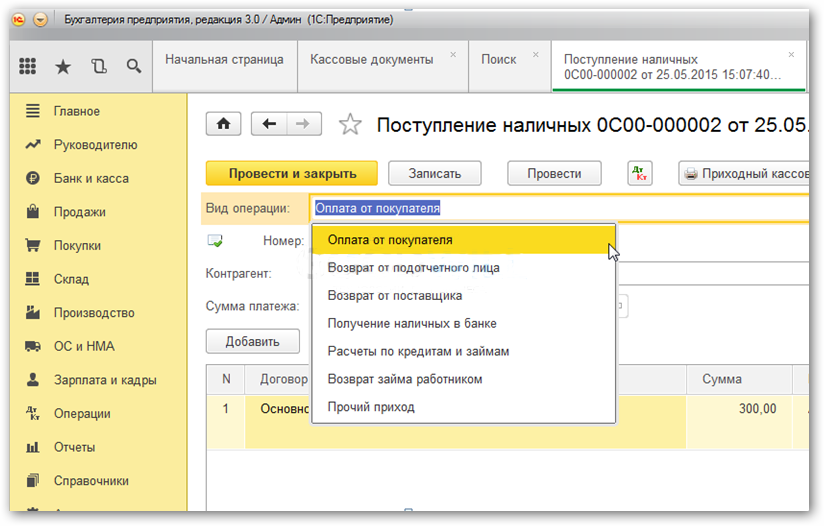 1С Бухгалтерия предприятия, редакция 3.0 / Админ (1С:Предприятие)
Начальная страница
Кассовые документы ×
Поиск ×
Поступление наличных ×
0С00-000002 от 25.05.2015 15:07:40...
Главное
Руководителю
Банк и касса
Продажи
Покупки
Склад
Производство
ОС и НМА
Зарплата и кадры
Операции
Отчеты
Справочники
Поступление наличных 0С00-000002 от 25.05.
Провести и закрыть
Записать
Провести
Дт Кт
Приходный кассов
Вид операции:
Оплата от покупателя
Номер:
Контрагент:
Сумма платежа:
Добавить
Оплата от покупателя
Возврат от подотчетного лица
Возврат от поставщика
Получение наличных в банке
Расчеты по кредитам и займам
Возврат займа работником
Прочий приход
N Договор Сумма
1 Основно 300,00